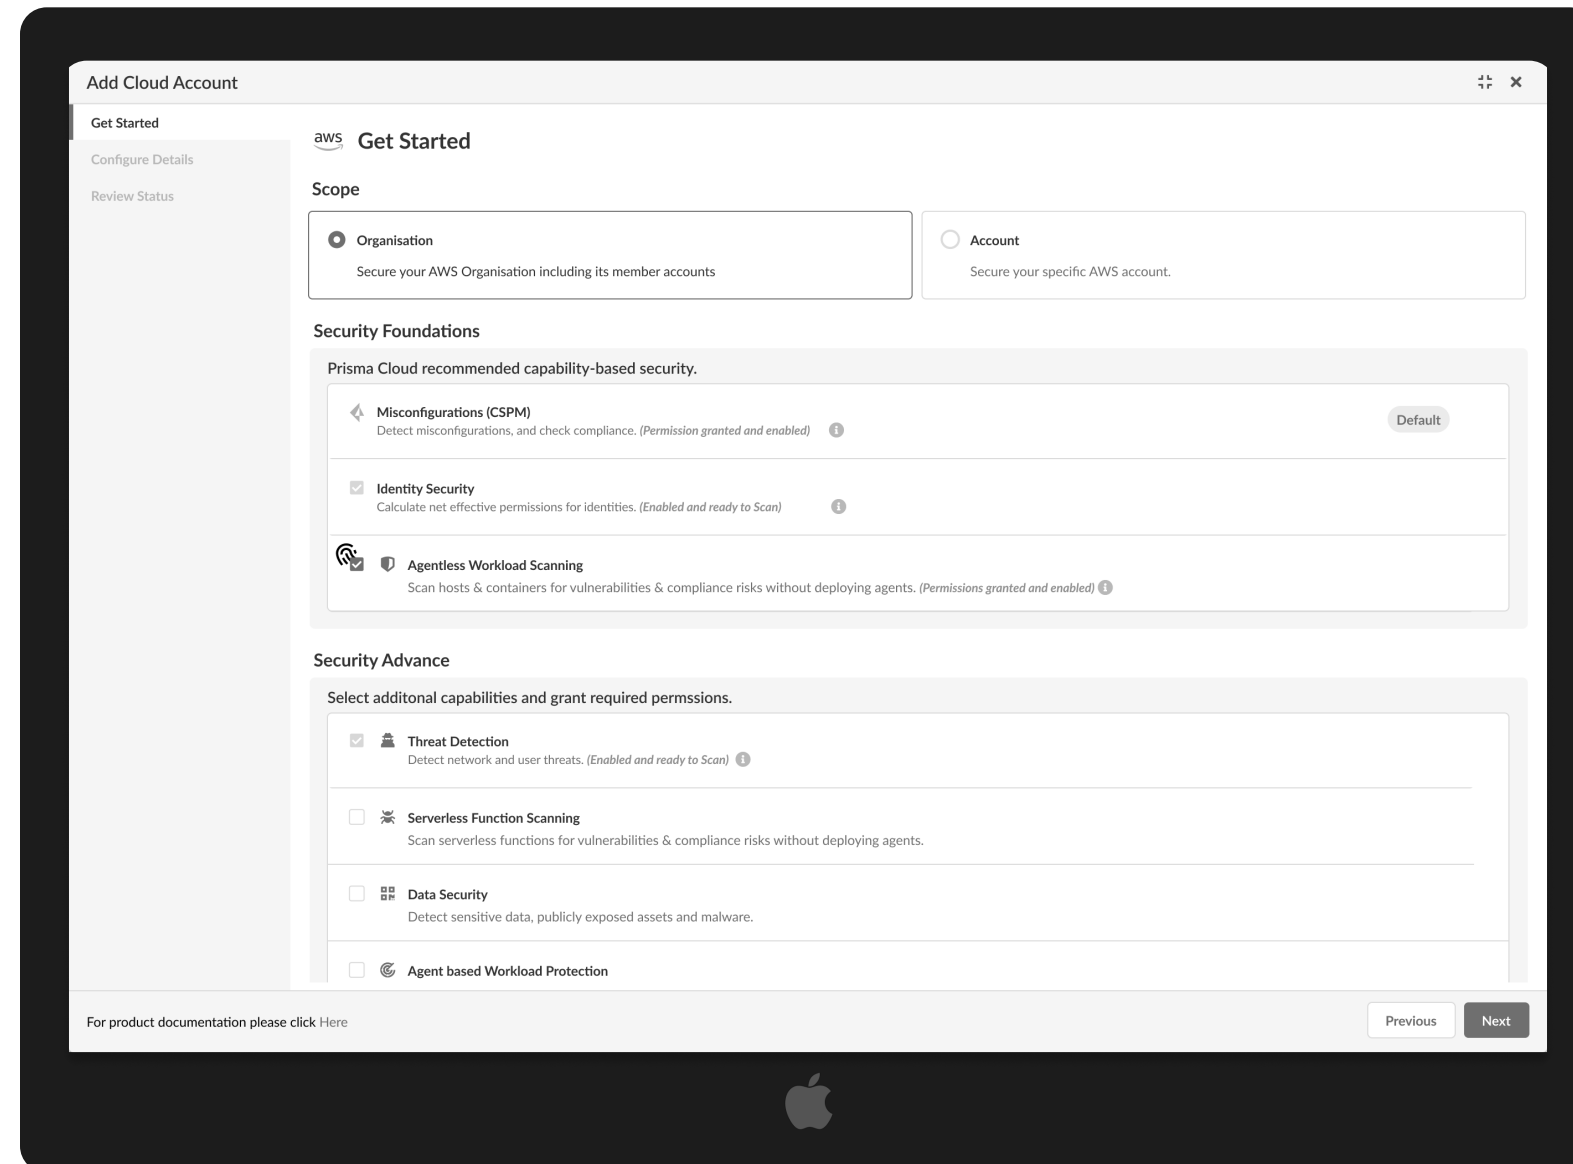 Add Cloud Account
Get Started
Configure Details
Review Status
aws Get Started
Scope
Organisation
Secure your AWS Organisation including its member accounts
Account
Secure your specific AWS account.
Security Foundations
Prisma Cloud recommended capability-based security.
Misconfigurations (CSPM)
Detect misconfigurations, and check compliance. (Permission granted and enabled)
Default
Identity Security
Calculate net effective permissions for identities. (Enabled and ready to Scan)
Agentless Workload Scanning
Scan hosts & containers for vulnerabilities & compliance risks without deploying agents. (Permissions granted and enabled)
Security Advance
Select additonal capabilities and grant required permssions.
Threat Detection
Detect network and user threats. (Enabled and ready to Scan)
Serverless Function Scanning
Scan serverless functions for vulnerabilities & compliance risks without deploying agents.
Data Security
Detect sensitive data, publicly exposed assets and malware.
Agent based Workload Protection
For product documentation please click Here
Previous
Next